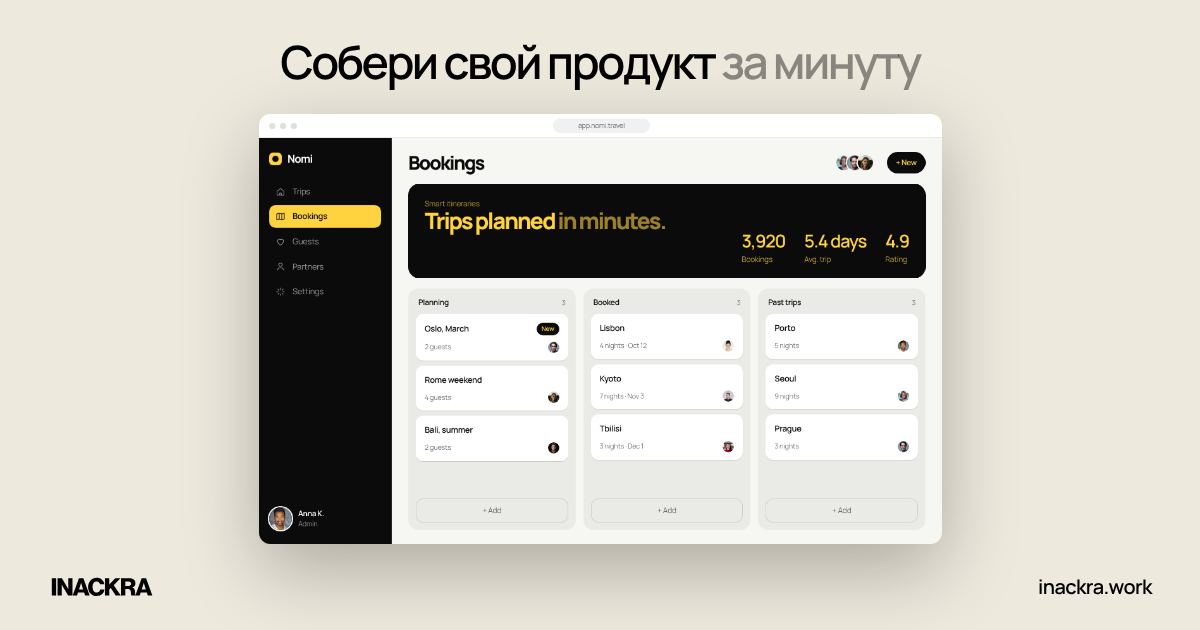 Собери свой продукт за минуту
app.nomi.travel
Nomi
Trips
Bookings
Guests
Partners
Settings
Anna K.
Admin
Bookings
+ New
Smart itineraries
Trips planned in minutes.
3,920 5.4 days 4.9
Bookings Avg. trip Rating
Planning 3
Oslo, March New
2 guests
Rome weekend
4 guests
Bali, summer
2 guests
+ Add
Booked 3
Lisbon
4 nights · Oct 12
Kyoto
7 nights · Nov 3
Tbilisi
3 nights · Dec 1
+ Add
Past trips 3
Porto
5 nights
Seoul
9 nights
Prague
3 nights
+ Add
INACKRA
inackra.work